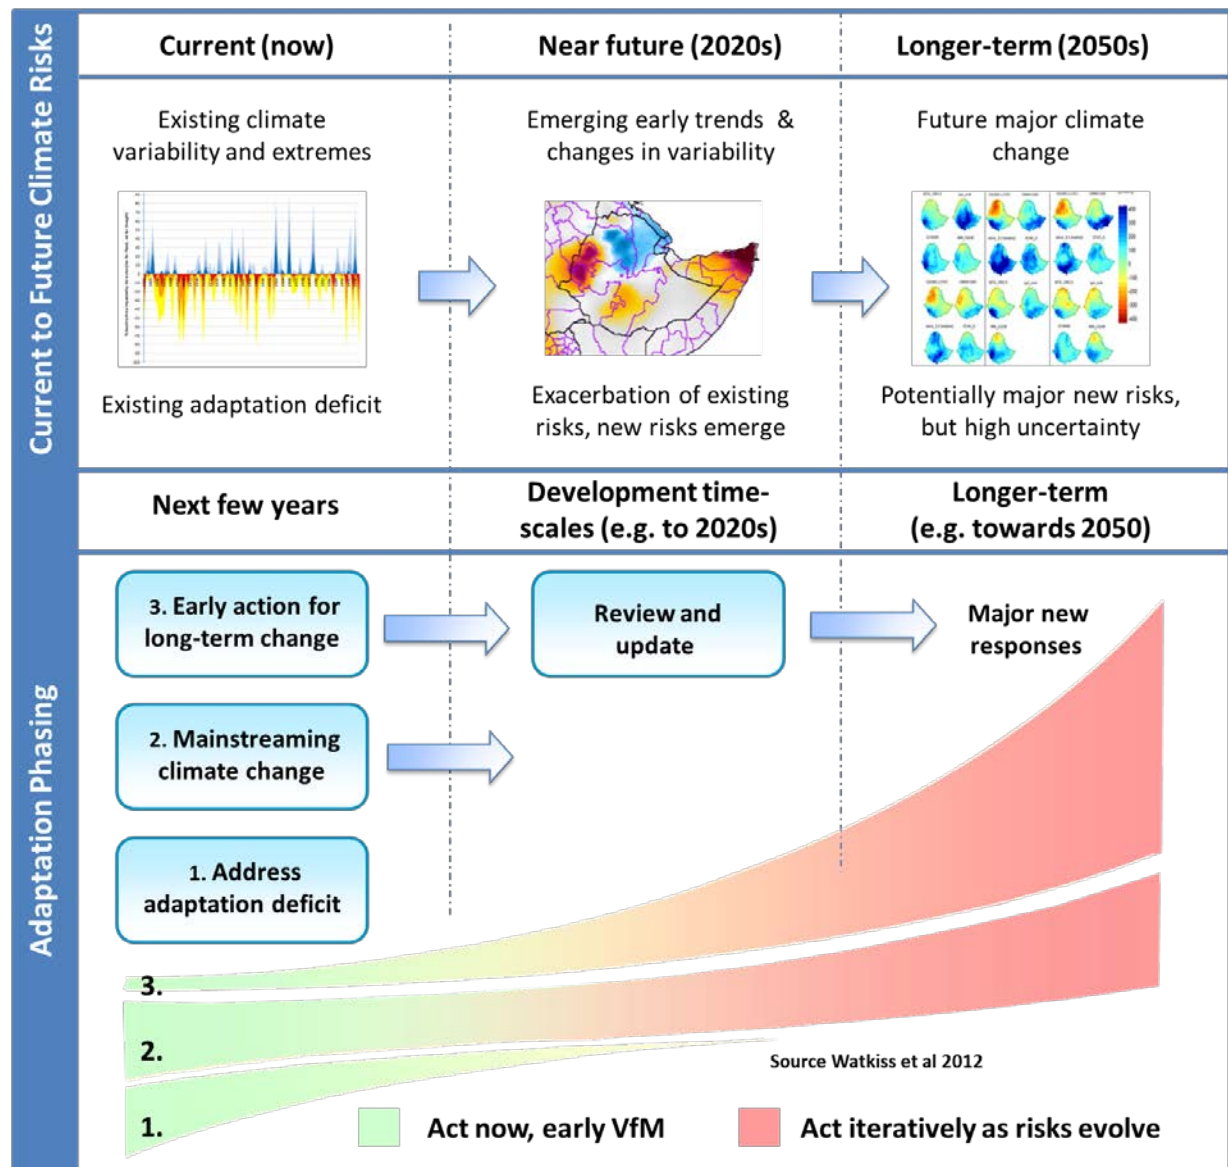 Current to Future Climate Risks
Current (now)
Near future (2020s)
Longer-term (2050s)
Existing climate
variability and extremes
Emerging early trends &
changes in variability
Future major climate
change
Existing adaptation deficit
Exacerbation of existing
risks, new risks emerge
Potentially major new risks,
but high uncertainty
Adaptation Phasing
Next few years
Development time-
scales (e.g. to 2020s)
Longer-term
(e.g. towards 2050)
3. Early action for
long-term change
Review and
update
Major new
responses
2. Mainstreaming
climate change
1. Address
adaptation deficit
3.
2.
1.
Source Watkiss et al 2012
Act now, early VfM
Act iteratively as risks evolve